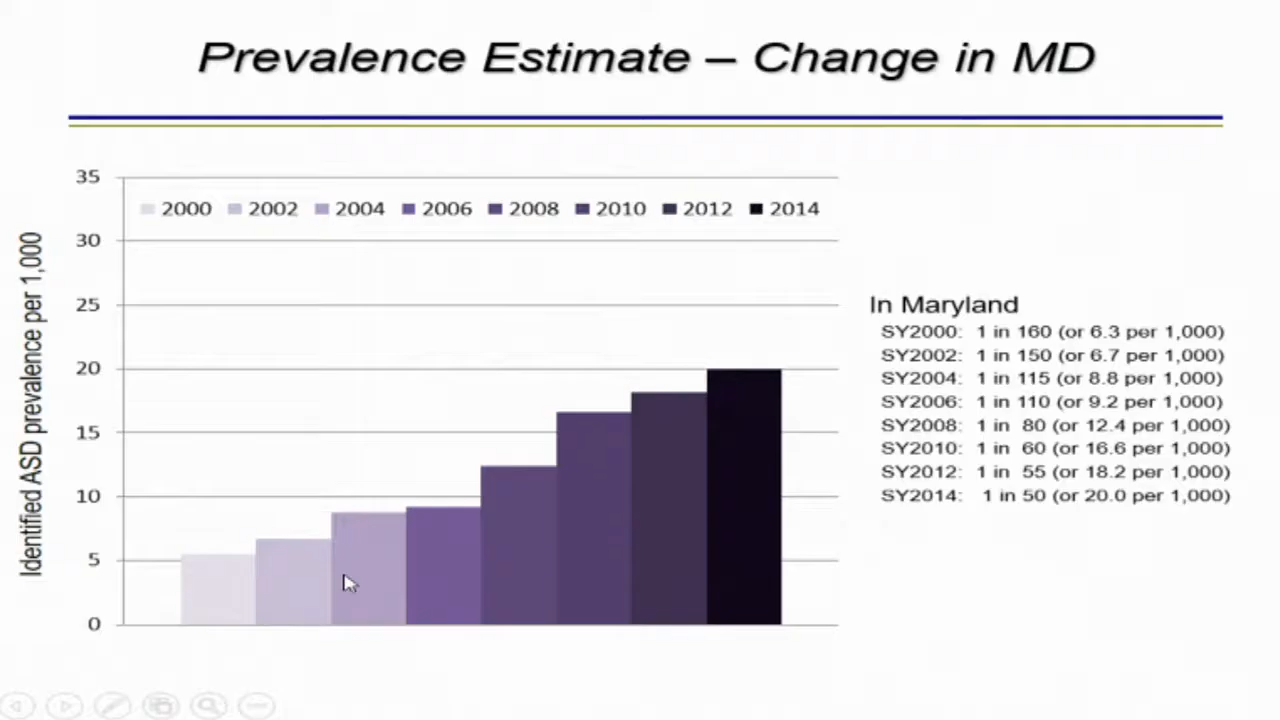 Prevalence Estimate – Change in MD
Identified ASD prevalence per 1,000
35
2000 2002 2004 2006 2008 2010 2012 2014
30
25
20
15
10
5
0
In Maryland
SY2000: 1 in 160 (or 6.3 per 1,000)
SY2002: 1 in 150 (or 6.7 per 1,000)
SY2004: 1 in 115 (or 8.8 per 1,000)
SY2006: 1 in 110 (or 9.2 per 1,000)
SY2008: 1 in 80 (or 12.4 per 1,000)
SY2010: 1 in 60 (or 16.6 per 1,000)
SY2012: 1 in 55 (or 18.2 per 1,000)
SY2014: 1 in 50 (or 20.0 per 1,000)